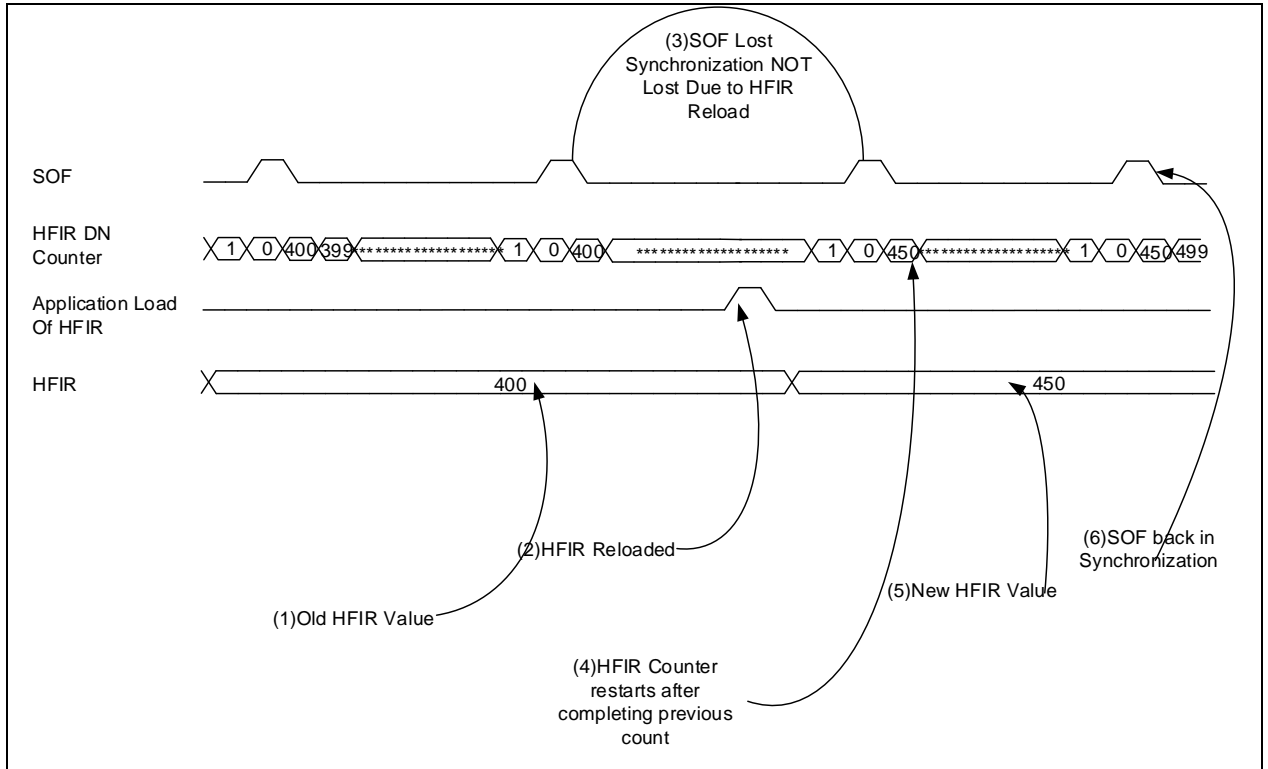 (3)SOF Lost
Synchronization NOT
Lost Due to HFIR
Reload
SOF
HFIR DN
Counter
1 0 400 399 ****************** 1 0 400 ****************** 1 0 450 ****************** 1 0 450 499
Application Load
Of HFIR
HFIR
400
450
(2)HFIR Reloaded
(6)SOF back in
Synchronization
(5)New HFIR Value
(1)Old HFIR Value
(4)HFIR Counter
restarts after
completing previous
count